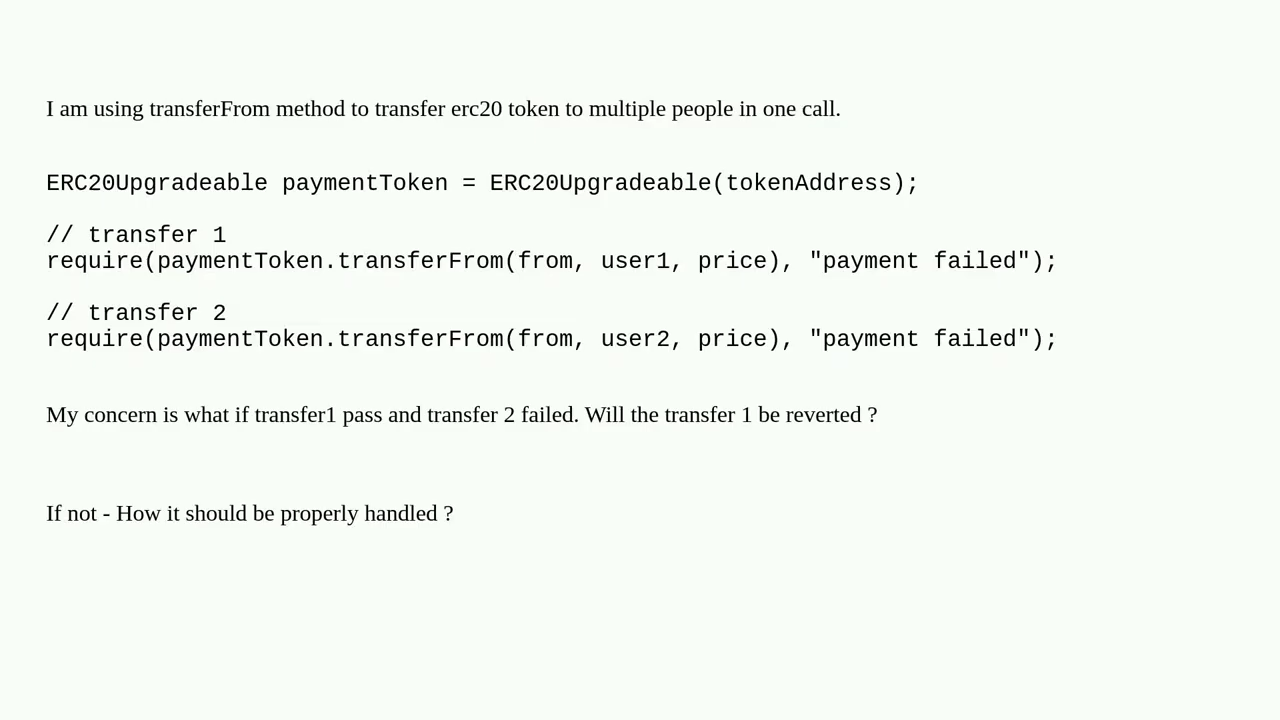 I am using transferFrom method to transfer erc20 token to multiple people in one call.
ERC20Upgradeable paymentToken = ERC20Upgradeable(tokenAddress);
// transfer 1
require(paymentToken.transferFrom(from, user1, price), "payment failed");
// transfer 2
require(paymentToken.transferFrom(from, user2, price), "payment failed");
My concern is what if transfer1 pass and transfer 2 failed. Will the transfer 1 be reverted ?
If not - How it should be properly handled ?